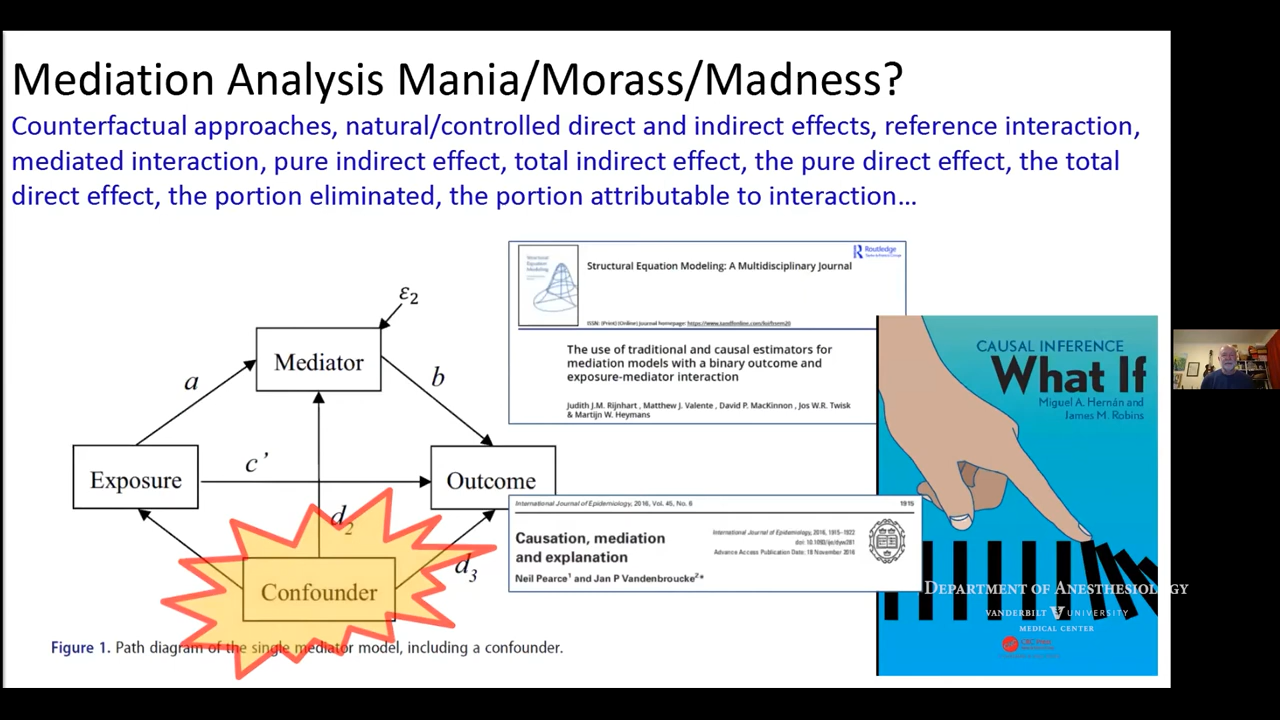 Mediation Analysis Mania/Morass/Madness?
Counterfactual approaches, natural/controlled direct and indirect effects, reference interaction,
mediated interaction, pure indirect effect, total indirect effect, the pure direct effect, the total
direct effect, the portion eliminated, the portion attributable to interaction…
ε2
Mediator
a
b
Exposure
c’
Outcome
d2
d3
Confounder
Figure 1. Path diagram of the single mediator model, including a confounder.
Structural Equation Modeling: A Multidisciplinary Journal
Routledge
The use of traditional and causal estimators for
mediation models with a binary outcome and
exposure-mediator interaction
Judith J.M. Rijnhart , Matthew J. Valente , David P. MacKinnon , Jos W.R. Twisk
& Martijn W. Heymans
International Journal of Epidemiology, 2016, Vol. 45, No. 6
1915
Causation, mediation
and explanation
International Journal of Epidemiology, 2016, 1915–1922
doi: 10.1093/ije/dyw281
Advance Access Publication Date: 18 November 2016
Neil Pearce1 and Jan P Vandenbroucke2*
CAUSAL INFERENCE
What If
Miguel A. Hernán and
James M. Robins
DEPARTMENT OF ANESTHESIOLOGY
VANDERBILT UNIVERSITY
MEDICAL CENTER